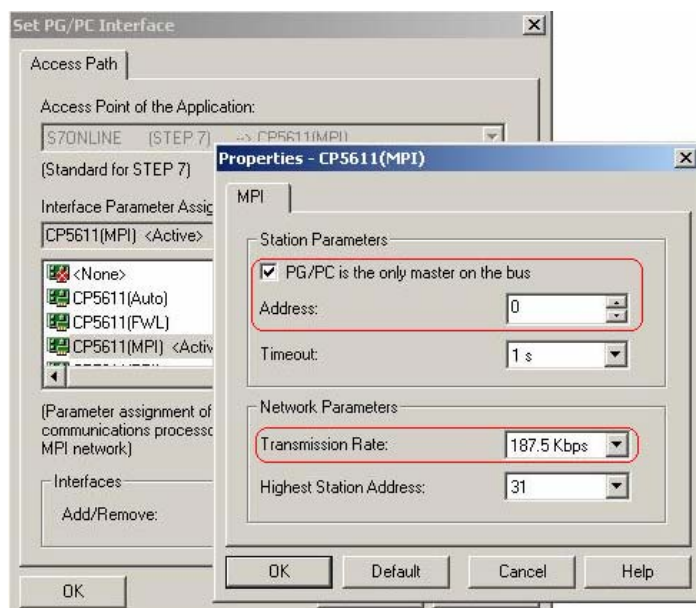 Set PG/PC Interface
Access Path
Access Point of the Application:
S7ONLINE (STEP 7) --> CP5611(MPI)
(Standard for STEP 7)
Interface Parameter Assig
CP5611(MPI) <Active>
<None>
CP5611(Auto)
CP5611(FWL)
CP5611(MPI) <Activ
(Parameter assignment of
communications processo
MPI network)
Interfaces
Add/Remove:
OK
Properties - CP5611(MPI)
MPI
Station Parameters
PG/PC is the only master on the bus
Address: 0
Timeout: 1 s
Network Parameters
Transmission Rate: 187.5 Kbps
Highest Station Address: 31
OK Default Cancel Help